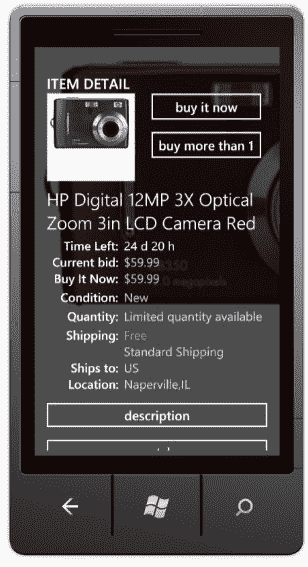 ITEM DETAIL
buy it now
buy more than 1
HP Digital 12MP 3X Optical
Zoom 3in LCD Camera Red
Time Left: 24 d 20 h
Current bid: $59.99
Buy It Now: $59.99
Condition: New
Quantity: Limited quantity available
Shipping: Free
Standard Shipping
Ships to: US
Location: Naperville,IL
description